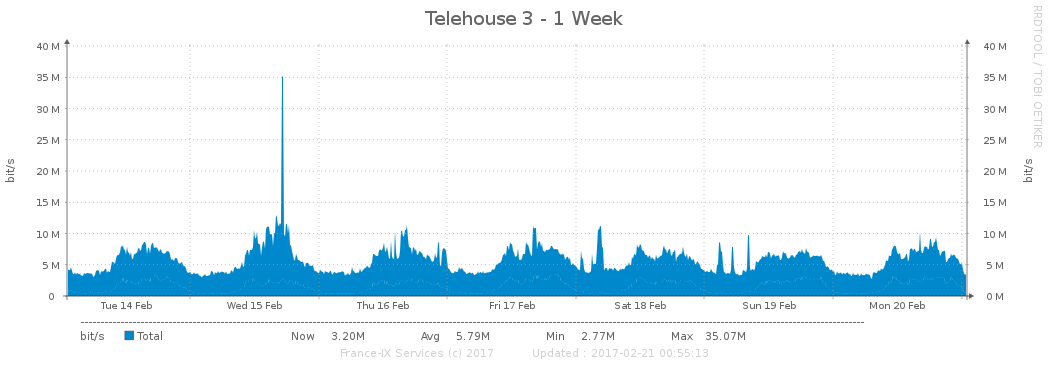 Telehouse 3 - 1 Week
RRDTOOL / TOBI OETIKER
bit/s
40 M
35 M
30 M
25 M
20 M
15 M
10 M
5 M
0
40 M
35 M
30 M
25 M
20 M
15 M
10 M
5 M
0 M
bit/s
Tue 14 Feb Wed 15 Feb Thu 16 Feb Fri 17 Feb Sat 18 Feb Sun 19 Feb Mon 20 Feb
bit/s Total Now 3.20M Avg 5.79M Min 2.77M Max 35.07M
France-IX Services (c) 2017 Updated : 2017-02-21 00:55:13